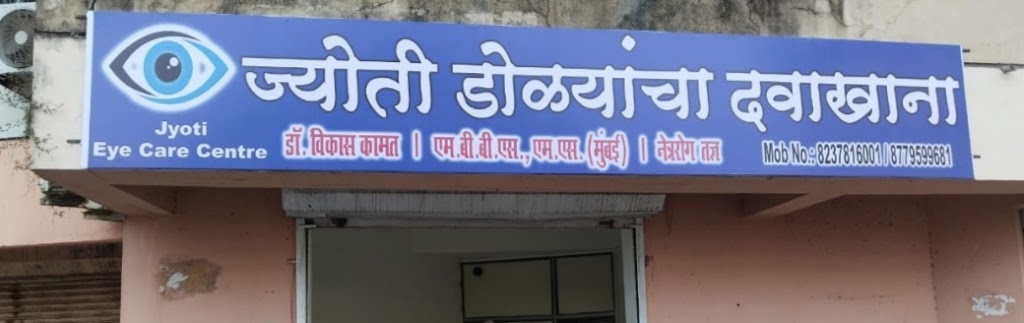 ज्योती डोळयांचा दवाखाना
Jyoti
Eye Care Centre
डॉ. विकास कामत | एम.बी.बी.एस., एम.एस. (मुंबई) | नेत्ररोग तज्ञ
Mob No.: 8237816001 / 8779599681